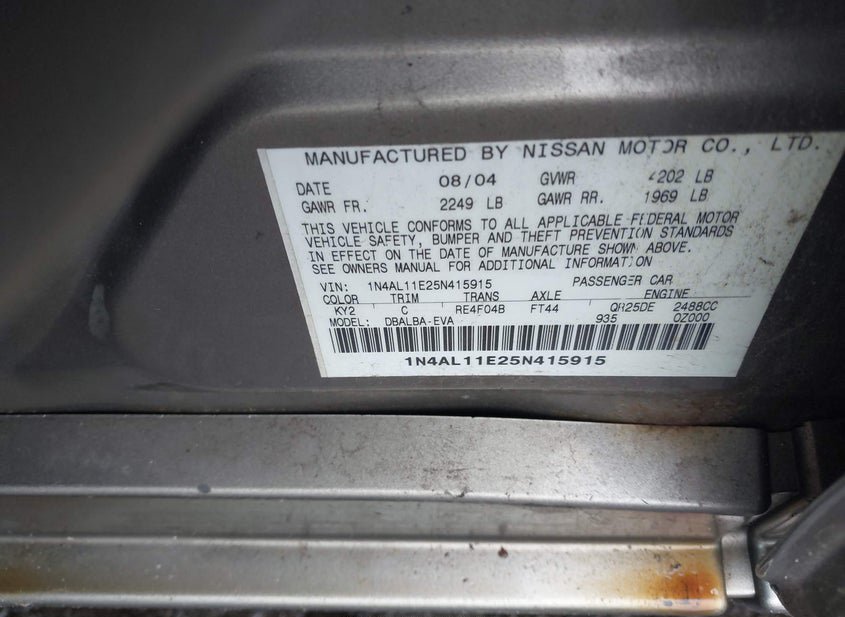 MANUFACTURED BY NISSAN MOTOR CO., LTD.
DATE 08/04 GVWR 4202 LB
GAWR FR. 2249 LB GAWR RR. 1969 LB
THIS VEHICLE CONFORMS TO ALL APPLICABLE FEDERAL MOTOR
VEHICLE SAFETY, BUMPER AND THEFT PREVENTION STANDARDS
IN EFFECT ON THE DATE OF MANUFACTURE SHOWN ABOVE.
SEE OWNERS MANUAL FOR ADDITIONAL INFORMATION
VIN: 1N4AL11E25N415915 PASSENGER CAR
COLOR TRIM TRANS AXLE ENGINE
KY2 C RE4F04B FT44 QR25DE 2488CC
MODEL: DBALBA-EVA 935 0Z000
1N4AL11E25N415915